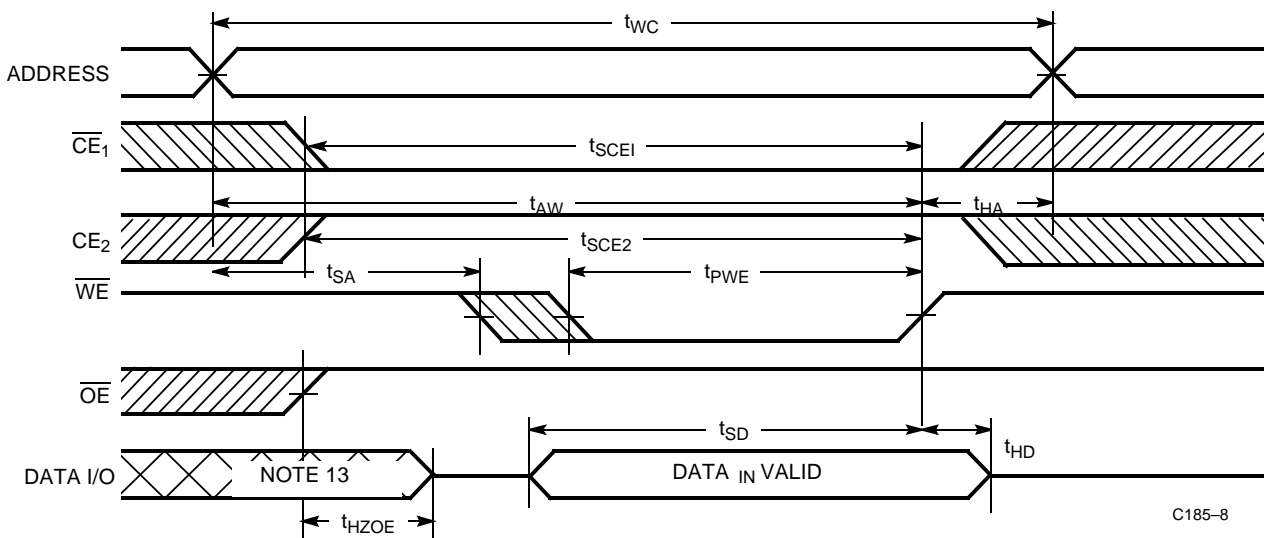 tWC
ADDRESS
CE1
tSCEI
tAW
tHA
CE2
tSCE2
tSA
tPWE
WE
OE
tSD
tHD
DATA I/O
NOTE 13
DATA IN VALID
tHZOE
C185–8